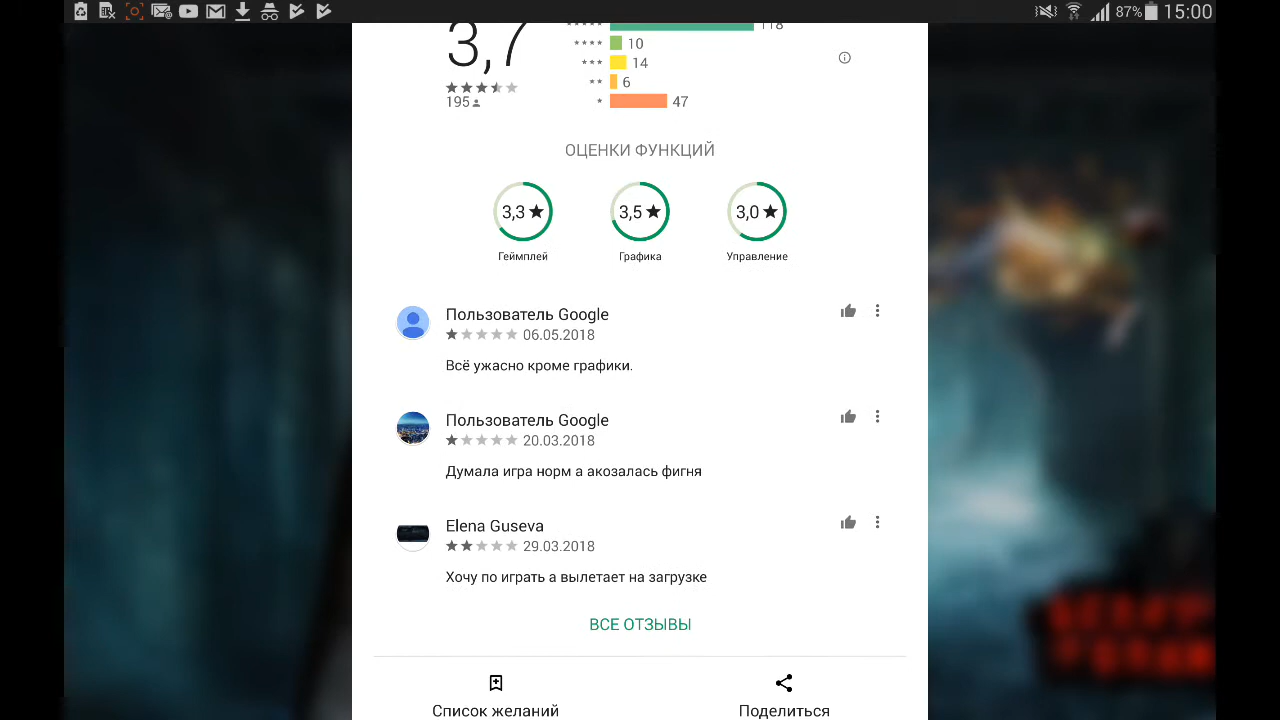 87% 15:00
3,7
118
10
14
6
47
195
ОЦЕНКИ ФУНКЦИЙ
3,3 3,5 3,0
Геймплей Графика Управление
Пользователь Google
06.05.2018
Всё ужасно кроме графики.
Пользователь Google
20.03.2018
Думала игра норм а акозалась фигня
Elena Guseva
29.03.2018
Хочу по играть а вылетает на загрузке
ВСЕ ОТЗЫВЫ
Список желаний Поделиться